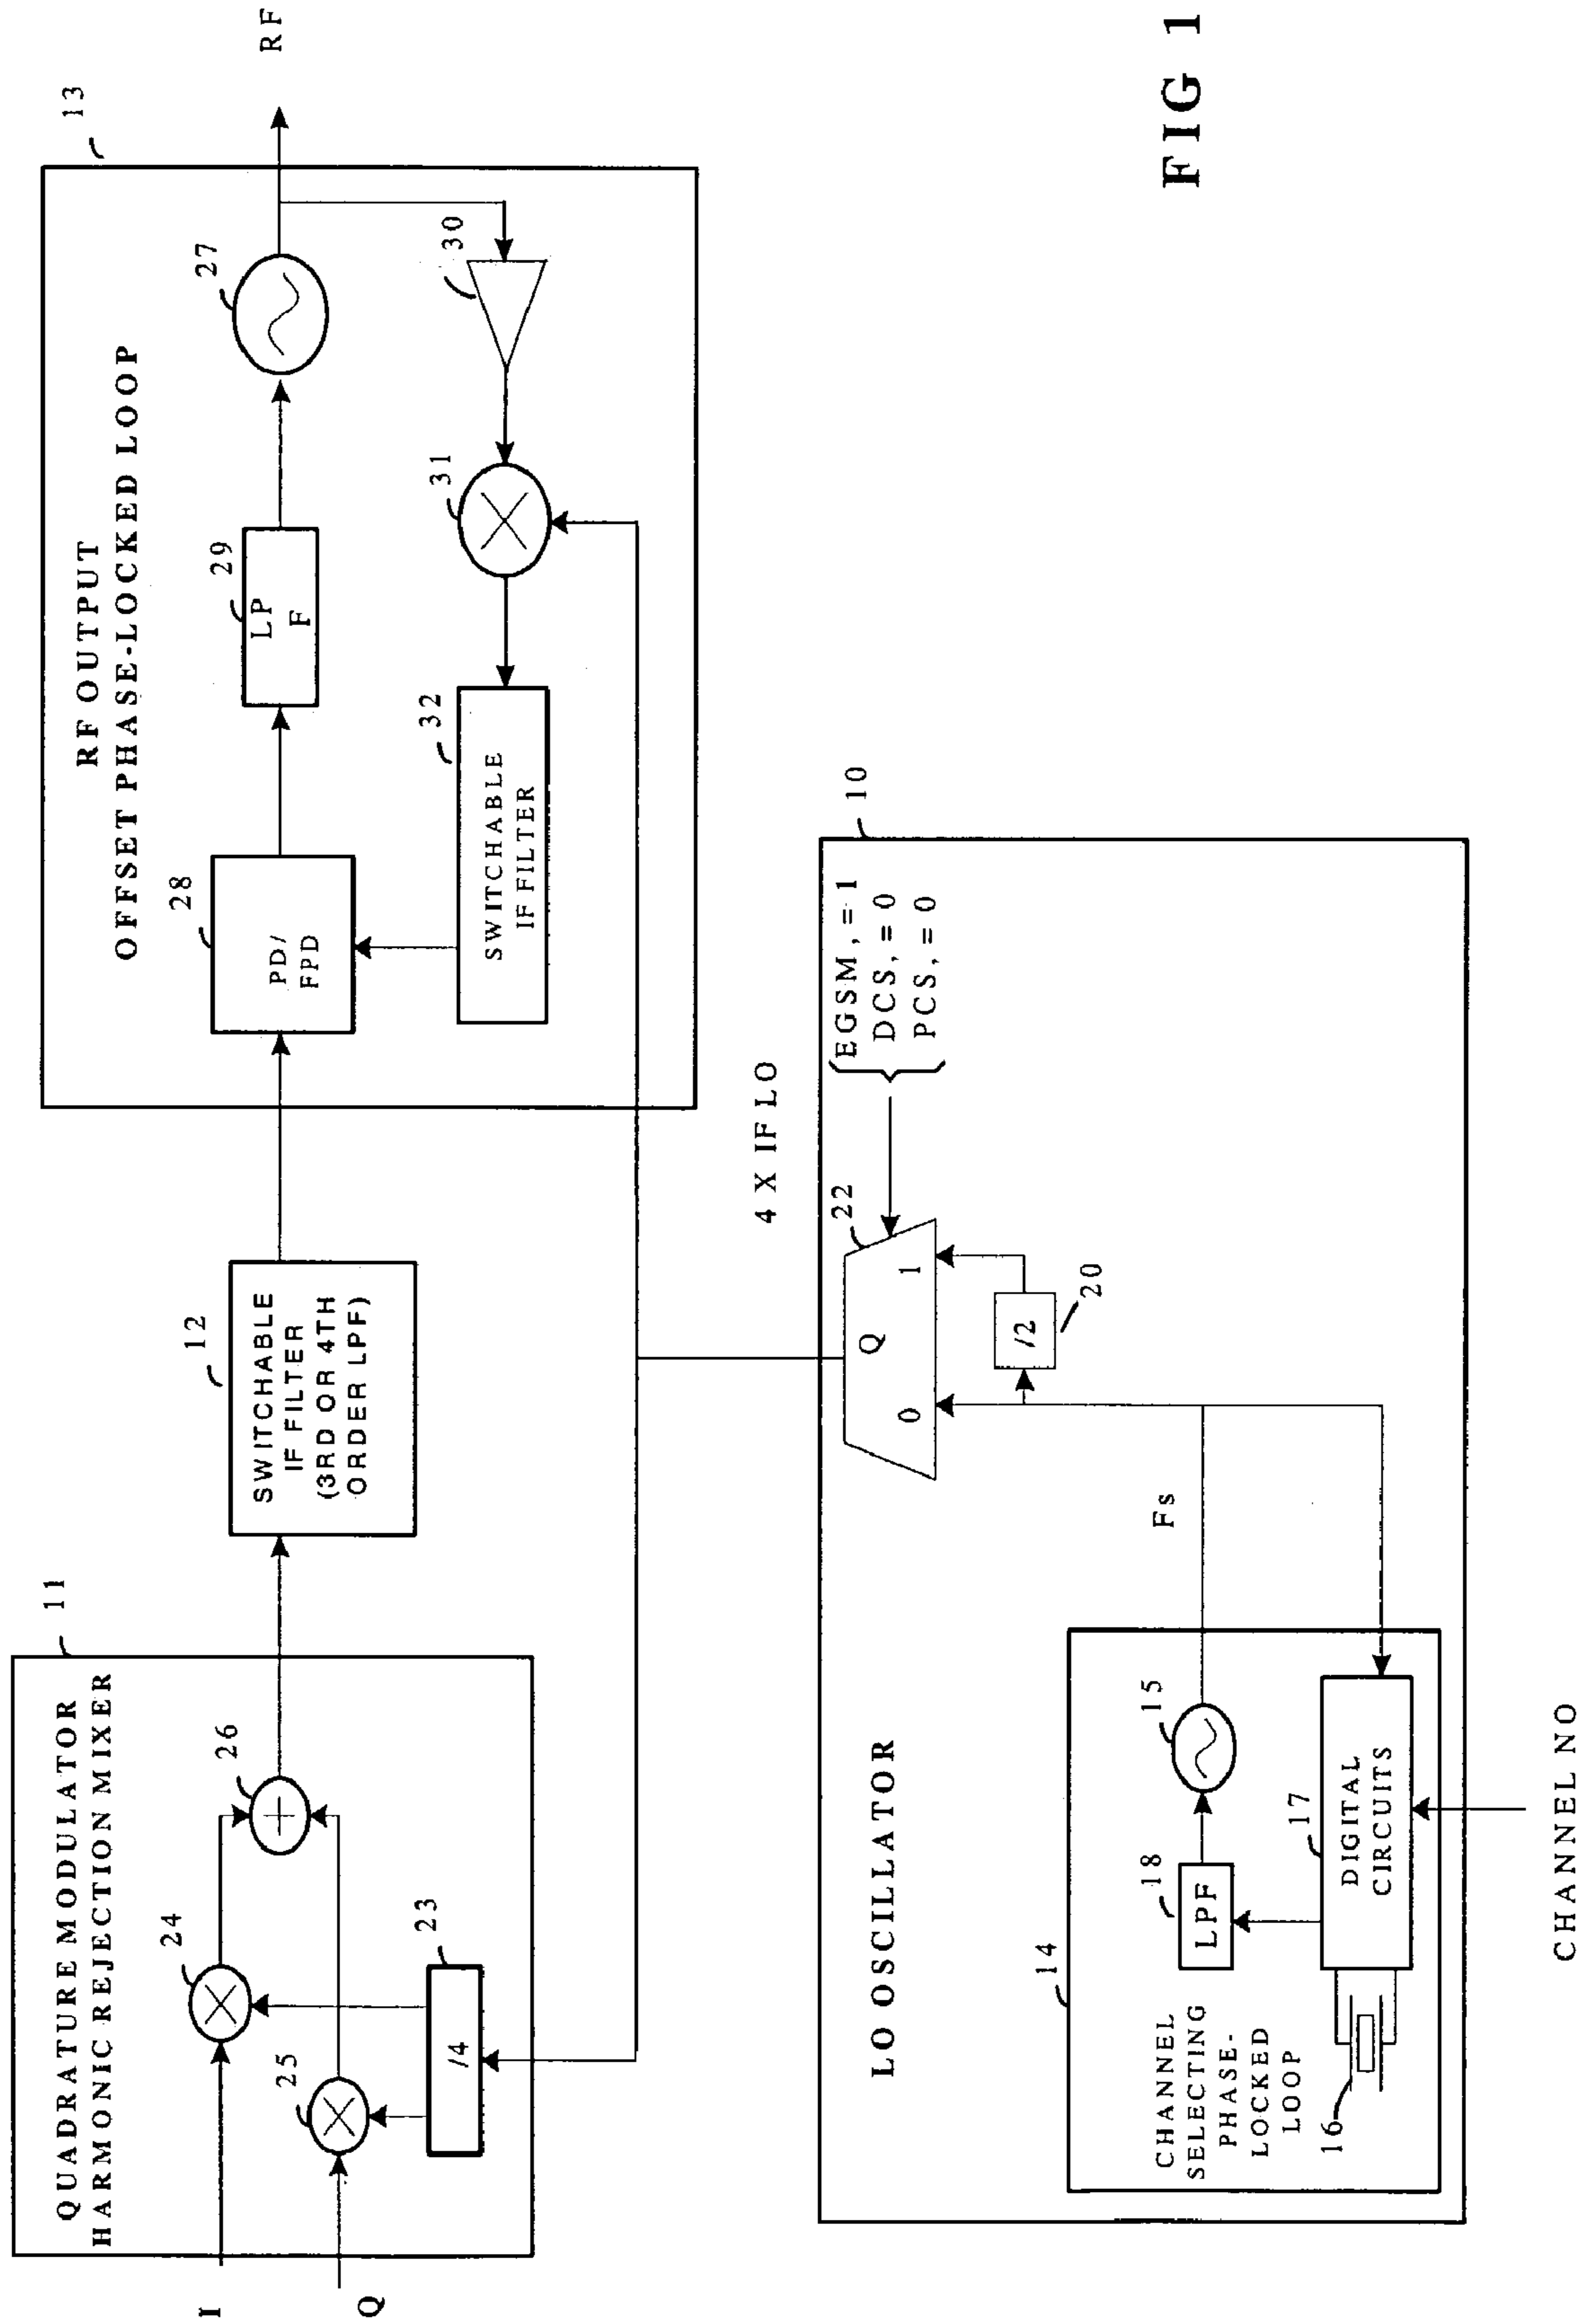 QUADRATURE MODULATOR
HARMONIC REJECTION MIXER
11
I
Q
24
25
26
23
/4
12
SWITCHABLE
IF FILTER
(3RD OR 4TH
ORDER LPF)
13
RF OUTPUT
OFFSET PHASE-LOCKED LOOP
28
PD/
FPD
29
LP
F
27
RF
30
31
32
SWITCHABLE
IF FILTER
4 X IF LO
10
LO OSCILLATOR
EGSM, = 1
DCS, = 0
PCS, = 0
22
Q
0
1
/2
20
Fs
14
CHANNEL
SELECTING
PHASE-
LOCKED
LOOP
15
18
LPF
17
DIGITAL
CIRCUITS
16
CHANNEL NO
FIG 1